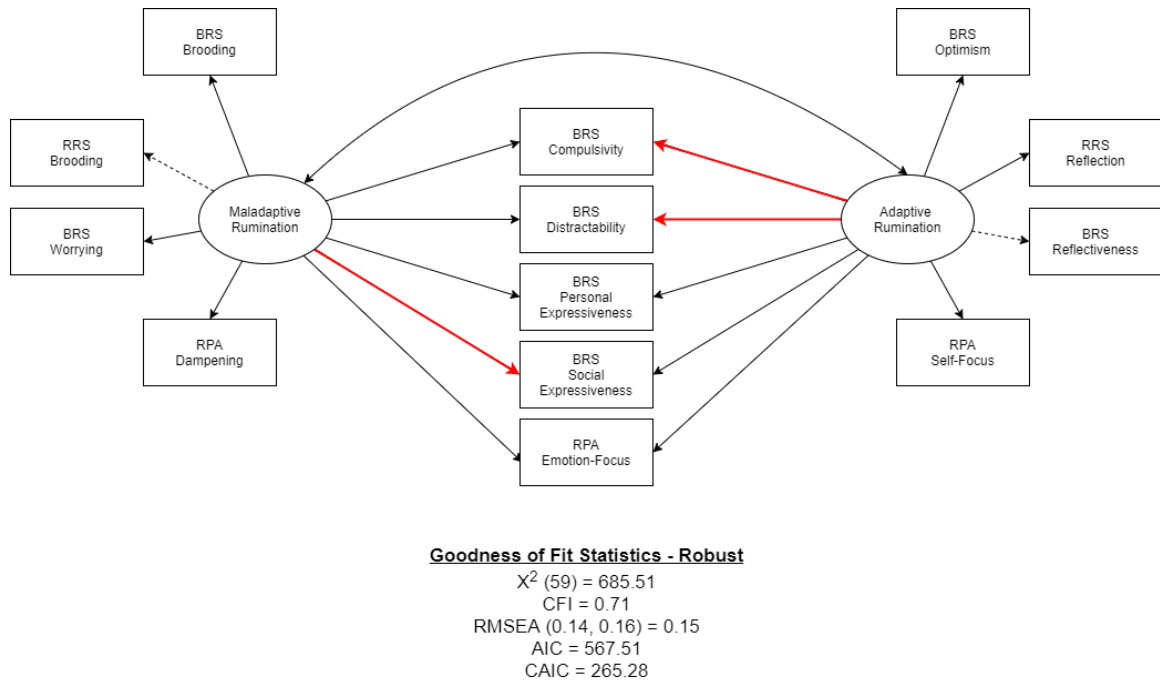 BRS
Brooding
BRS
Optimism
RRS
Brooding
BRS
Compulsivity
RRS
Reflection
Maladaptive
Rumination
BRS
Distractability
Adaptive
Rumination
BRS
Worrying
BRS
Reflectiveness
BRS
Personal
Expressiveness
RPA
Dampening
BRS
Social
Expressiveness
RPA
Self-Focus
RPA
Emotion-Focus
Goodness of Fit Statistics - Robust
X² (59) = 685.51
CFI = 0.71
RMSEA (0.14, 0.16) = 0.15
AIC = 567.51
CAIC = 265.28